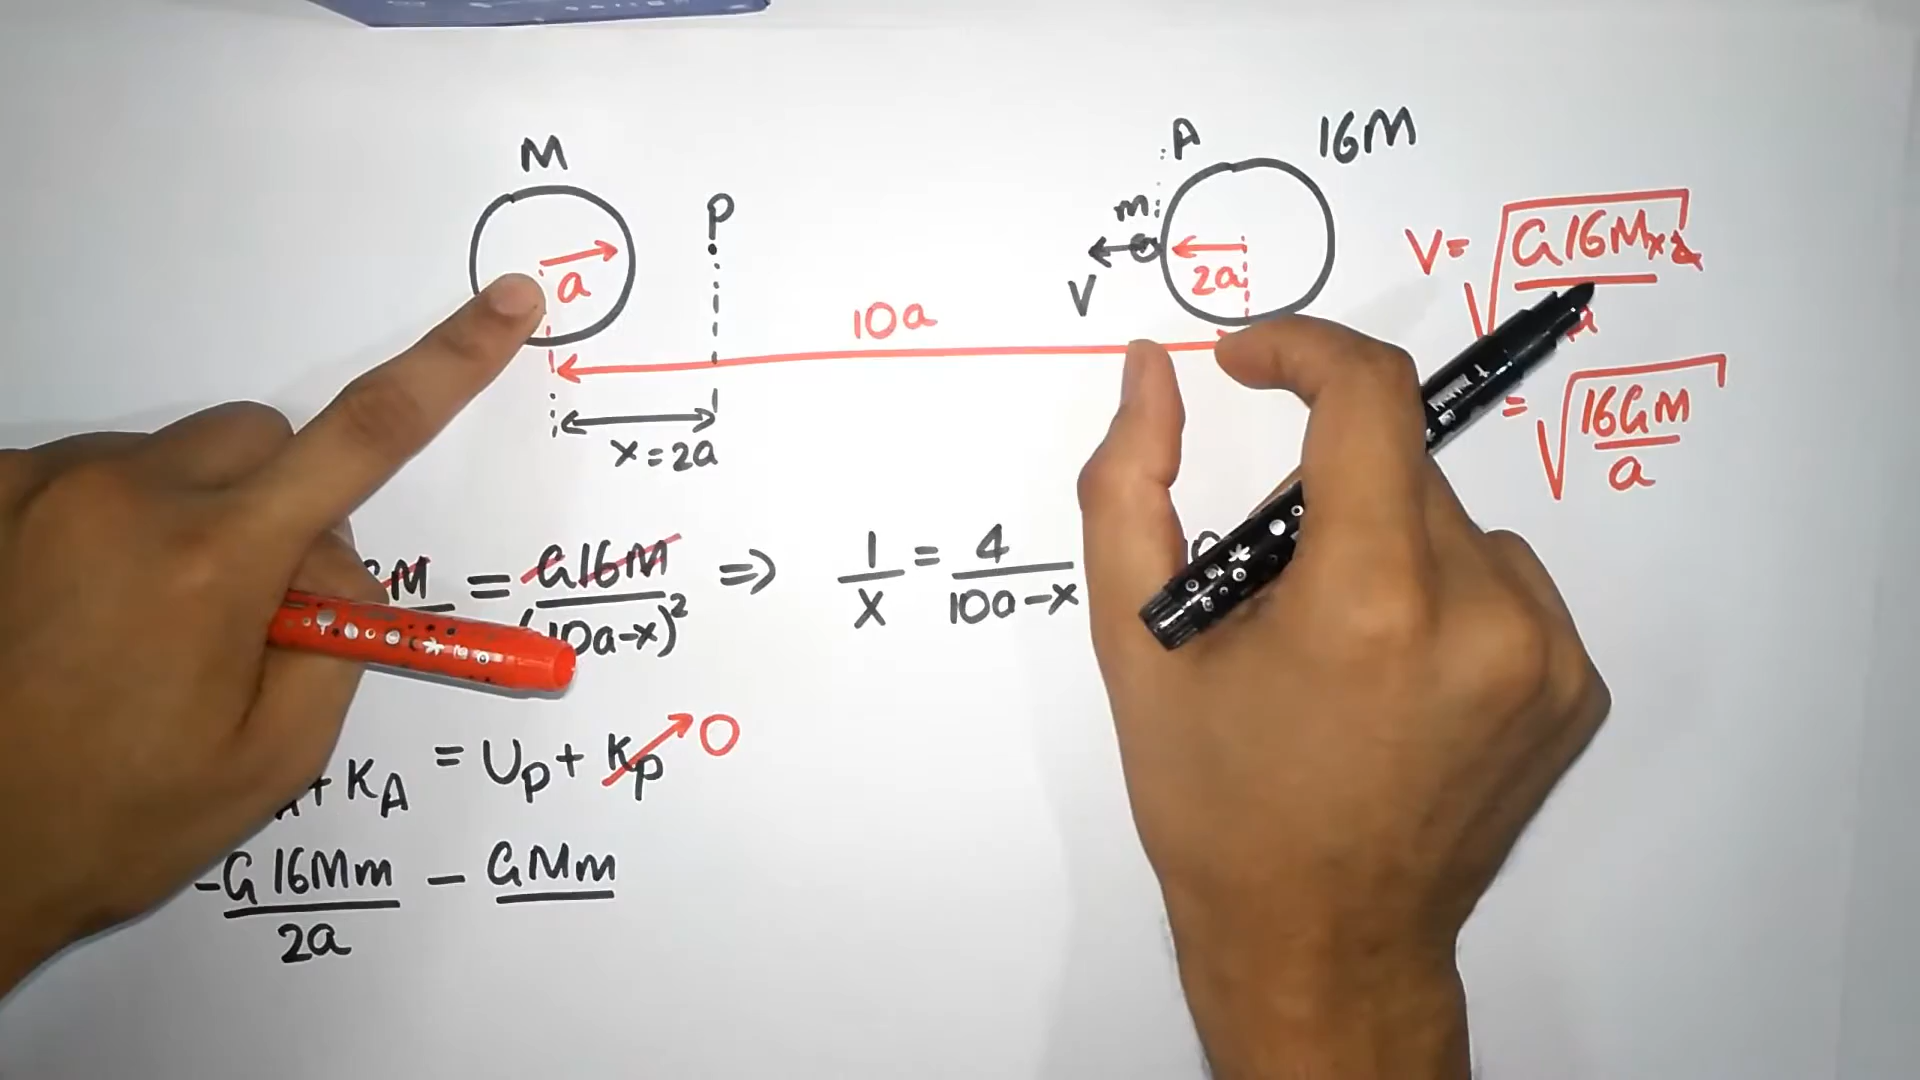 M
A
16M
P
m
a
2a
V
10a
x=2a
V= √(G16M×2
= √(16GM/a)
M = G16M/(10a-x)² ⇒ 1/x = 4/(10a-x)
+ K_A = U_P + K_P → 0
-G16Mm/2a - GMm